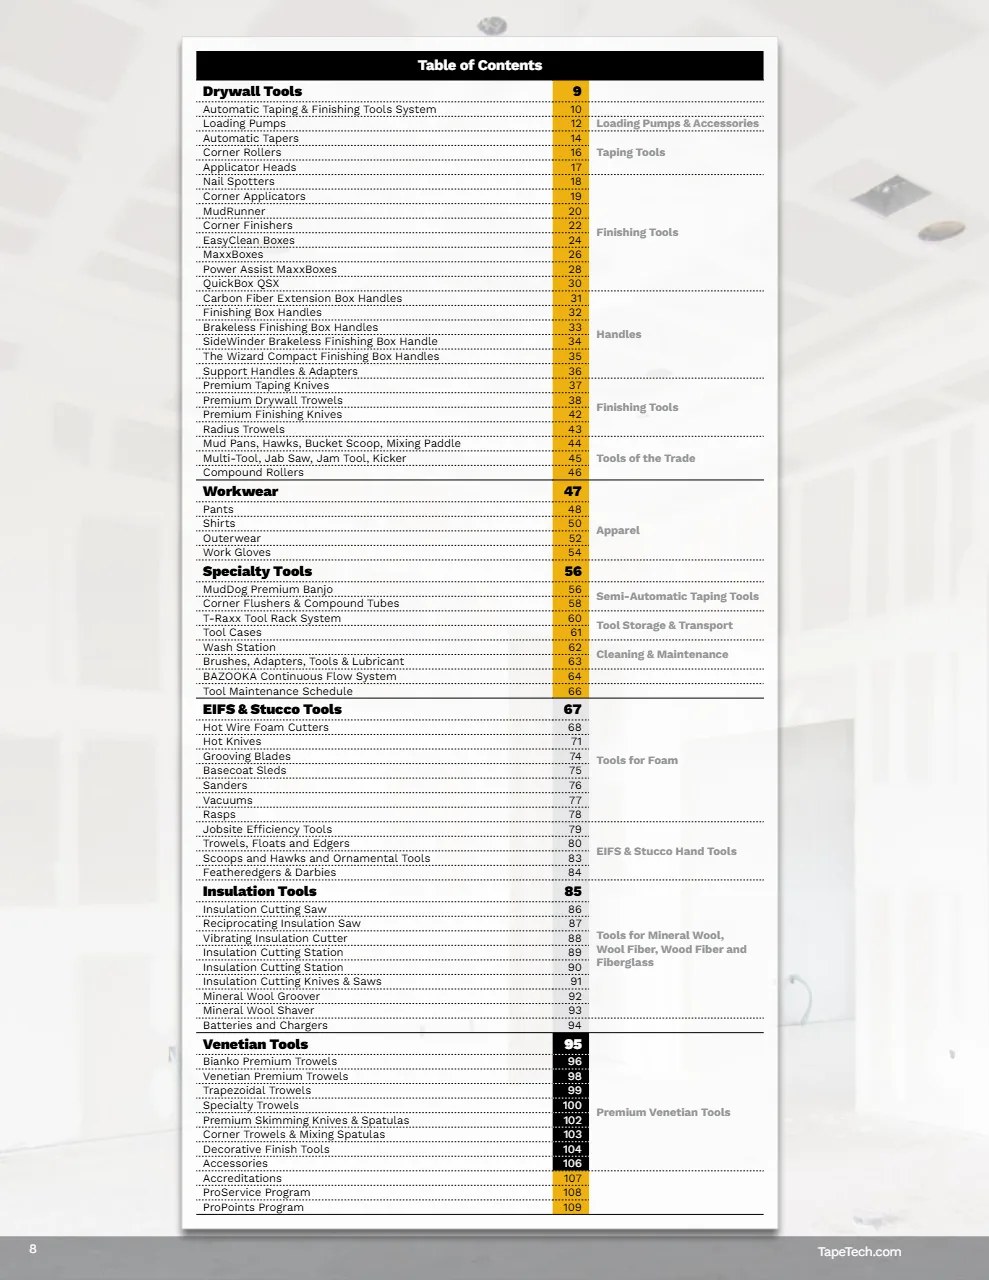 Table of Contents
Drywall Tools 9
Automatic Taping & Finishing Tools System 10
Loading Pumps 12 Loading Pumps & Accessories
Automatic Tapers 14
Corner Rollers 16 Taping Tools
Applicator Heads 17
Nail Spotters 18
Corner Applicators 19
MudRunner 20
Corner Finishers 22
Finishing Tools
EasyClean Boxes 24
MaxxBoxes 26
Power Assist MaxxBoxes 28
QuickBox QSX 30
Carbon Fiber Extension Box Handles 31
Finishing Box Handles 32
Brakeless Finishing Box Handles 33
Handles
SideWinder Brakeless Finishing Box Handle 34
The Wizard Compact Finishing Box Handles 35
Support Handles & Adapters 36
Premium Taping Knives 37
Premium Drywall Trowels 38
Finishing Tools
Premium Finishing Knives 42
Radius Trowels 43
Mud Pans, Hawks, Bucket Scoop, Mixing Paddle 44
Multi-Tool, Jab Saw, Jam Tool, Kicker 45 Tools of the Trade
Compound Rollers 46
Workwear 47
Pants 48
Shirts 50
Apparel
Outerwear 52
Work Gloves 54
Specialty Tools 56
MudDog Premium Banjo 56
Semi-Automatic Taping Tools
Corner Flushers & Compound Tubes 58
T-Raxx Tool Rack System 60
Tool Storage & Transport
Tool Cases 61
Wash Station 62
Cleaning & Maintenance
Brushes, Adapters, Tools & Lubricant 63
BAZOOKA Continuous Flow System 64
Tool Maintenance Schedule 66
EIFS & Stucco Tools 67
Hot Wire Foam Cutters 68
Hot Knives 71
Grooving Blades 74
Tools for Foam
Basecoat Sleds 75
Sanders 76
Vacuums 77
Rasps 78
Jobsite Efficiency Tools 79
Trowels, Floats and Edgers 80
EIFS & Stucco Hand Tools
Scoops and Hawks and Ornamental Tools 83
Featheredgers & Darbies 84
Insulation Tools 85
Insulation Cutting Saw 86
Reciprocating Insulation Saw 87
Tools for Mineral Wool,
Vibrating Insulation Cutter 88
Wool Fiber, Wood Fiber and
Insulation Cutting Station 89
Fiberglass
Insulation Cutting Station 90
Insulation Cutting Knives & Saws 91
Mineral Wool Groover 92
Mineral Wool Shaver 93
Batteries and Chargers 94
Venetian Tools 95
Bianko Premium Trowels 96
Venetian Premium Trowels 98
Trapezoidal Trowels 99
Specialty Trowels 100
Premium Venetian Tools
Premium Skimming Knives & Spatulas 102
Corner Trowels & Mixing Spatulas 103
Decorative Finish Tools 104
Accessories 106
Accreditations 107
ProService Program 108
ProPoints Program 109
8
TapeTech.com